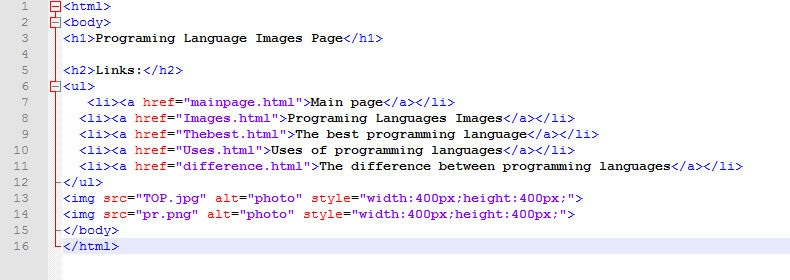 1 <html>
2 <body>
3 <h1>Programing Language Images Page</h1>
4
5 <h2>Links:</h2>
6 <ul>
7 <li><a href="mainpage.html">Main page</a></li>
8 <li><a href="Images.html">Programing Languages Images</a></li>
9 <li><a href="Thebest.html">The best programming language</a></li>
10 <li><a href="Uses.html">Uses of programming languages</a></li>
11 <li><a href="difference.html">The difference between programming languages</a></li>
12 </ul>
13 <img src="TOP.jpg" alt="photo" style="width:400px;height:400px;">
14 <img src="pr.png" alt="photo" style="width:400px;height:400px;">
15 </body>
16 </html>